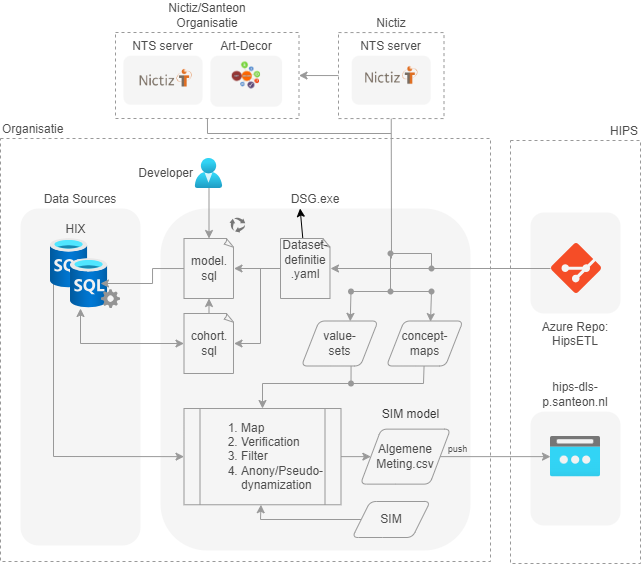 Nictiz/Santeon
Organisatie
Nictiz
NTS server
Art-Decor
NTS server
Nictiz
Nictiz
Organisatie
HIPS
Developer
Data Sources
DSG.exe
HIX
SQL
SQL
model.
sql
Dataset-
definitie
.yaml
cohort.
sql
value-
sets
concept-
maps
Azure Repo:
HipsETL
hips-dls-
p.santeon.nl
SIM model
1. Map
2. Verification
3. Filter
4. Anony/Pseudo-
dynamization
Algemene
Meting.csv
push
SIM